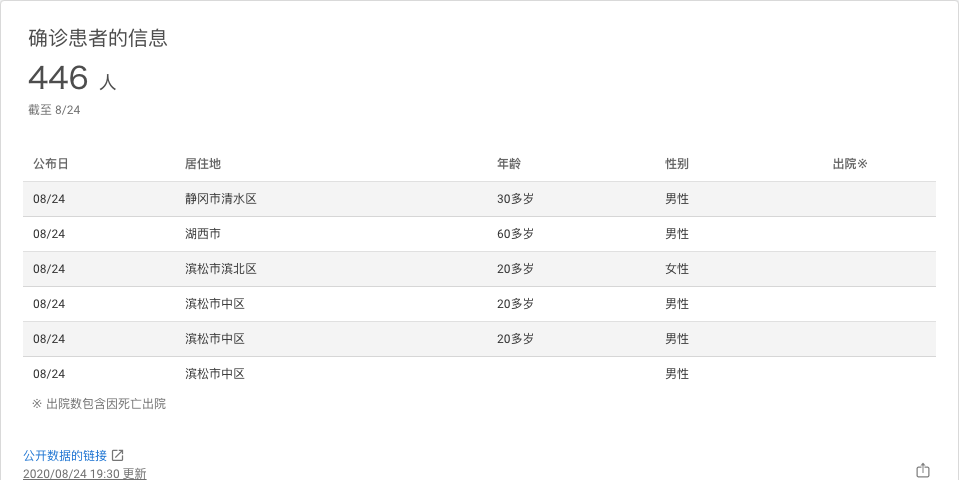 确诊患者的信息
446 人
截至 8/24
公布日 居住地 年龄 性别 出院※
08/24 静冈市清水区 30多岁 男性
08/24 湖西市 60多岁 男性
08/24 滨松市滨北区 20多岁 女性
08/24 滨松市中区 20多岁 男性
08/24 滨松市中区 20多岁 男性
08/24 滨松市中区 男性
※ 出院数包含因死亡出院
公开数据的链接
2020/08/24 19:30 更新